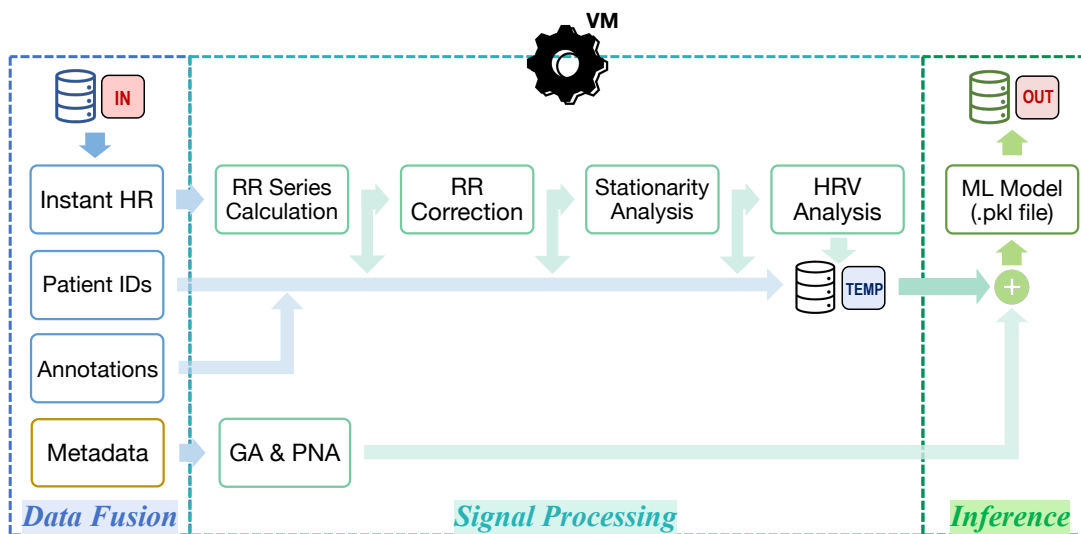 VM
IN
OUT
Instant HR
RR Series
Calculation
RR
Correction
Stationarity
Analysis
HRV
Analysis
ML Model
(.pkl file)
Patient IDs
TEMP
+
Annotations
Metadata
GA & PNA
Data Fusion
Signal Processing
Inference